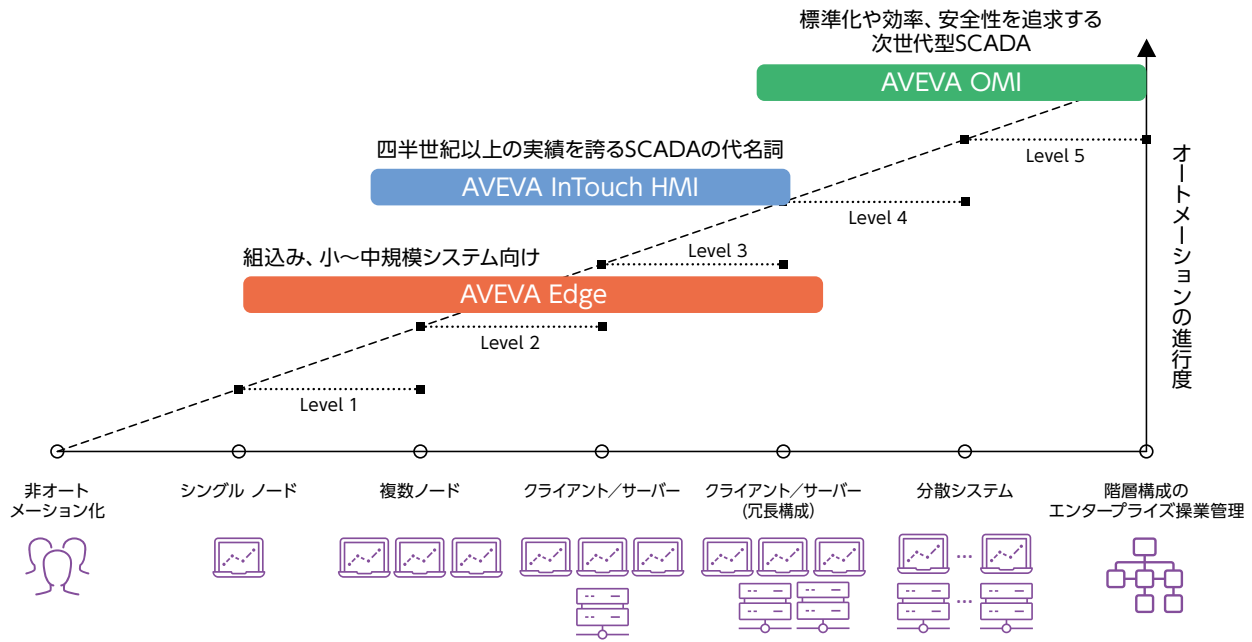 標準化や効率、安全性を追求する
次世代型SCADA
AVEVA OMI
四半世紀以上の実績を誇るSCADAの代名詞
AVEVA InTouch HMI
組込み、小～中規模システム向け
AVEVA Edge
Level 1
Level 2
Level 3
Level 4
Level 5
オートメーションの進行度
非オート
メーション化
シングル ノード
複数ノード
クライアント／サーバー
クライアント／サーバー
(冗長構成)
分散システム
階層構成の
エンタープライズ操業管理